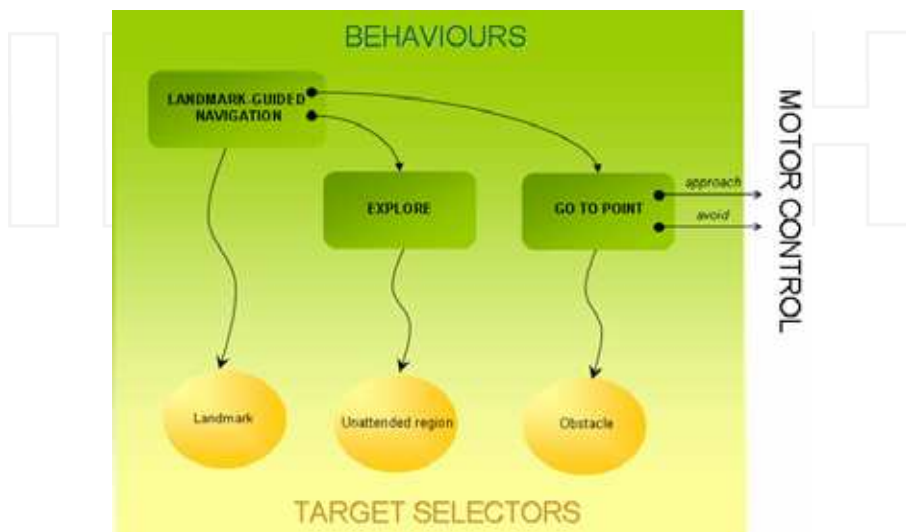 BEHAVIOURS
LANDMARK-GUIDED
NAVIGATION
EXPLORE
GO TO POINT
approach
avoid
MOTOR CONTROL
Landmark
Unattended region
Obstacle
TARGET SELECTORS